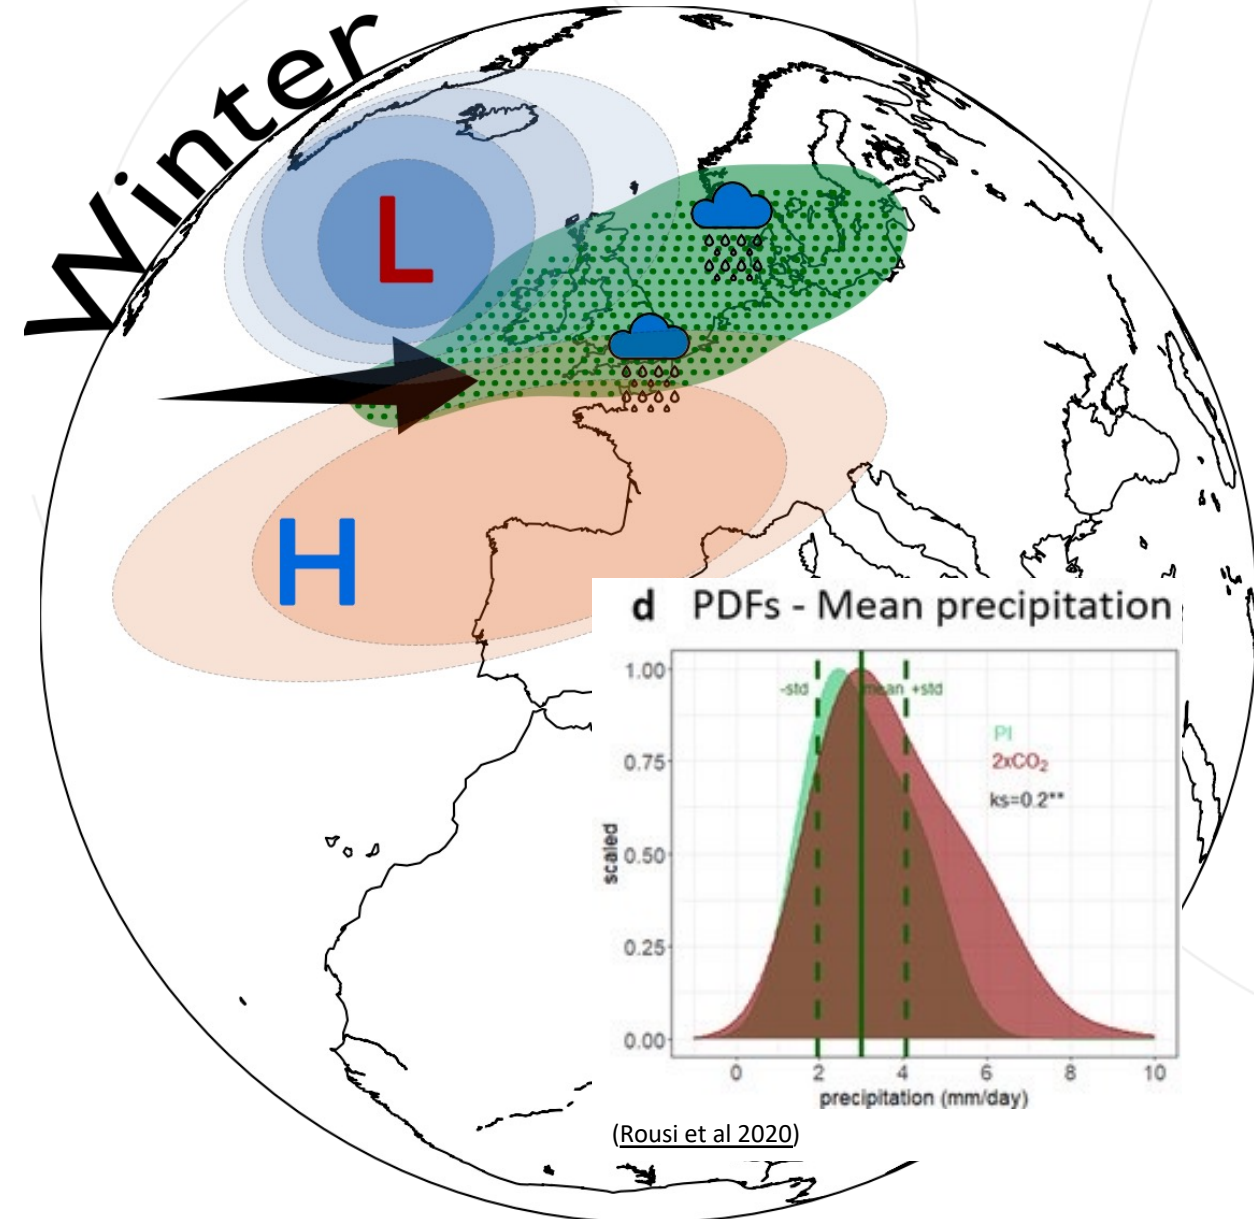 Winter
L
H
d PDFs - Mean precipitation
1.00
0.75
0.50
0.25
0.00
scaled
-std mean +std
PI
2xCO₂
ks=0.2**
0 2 4 6 8 10
precipitation (mm/day)
(Rousi et al 2020)